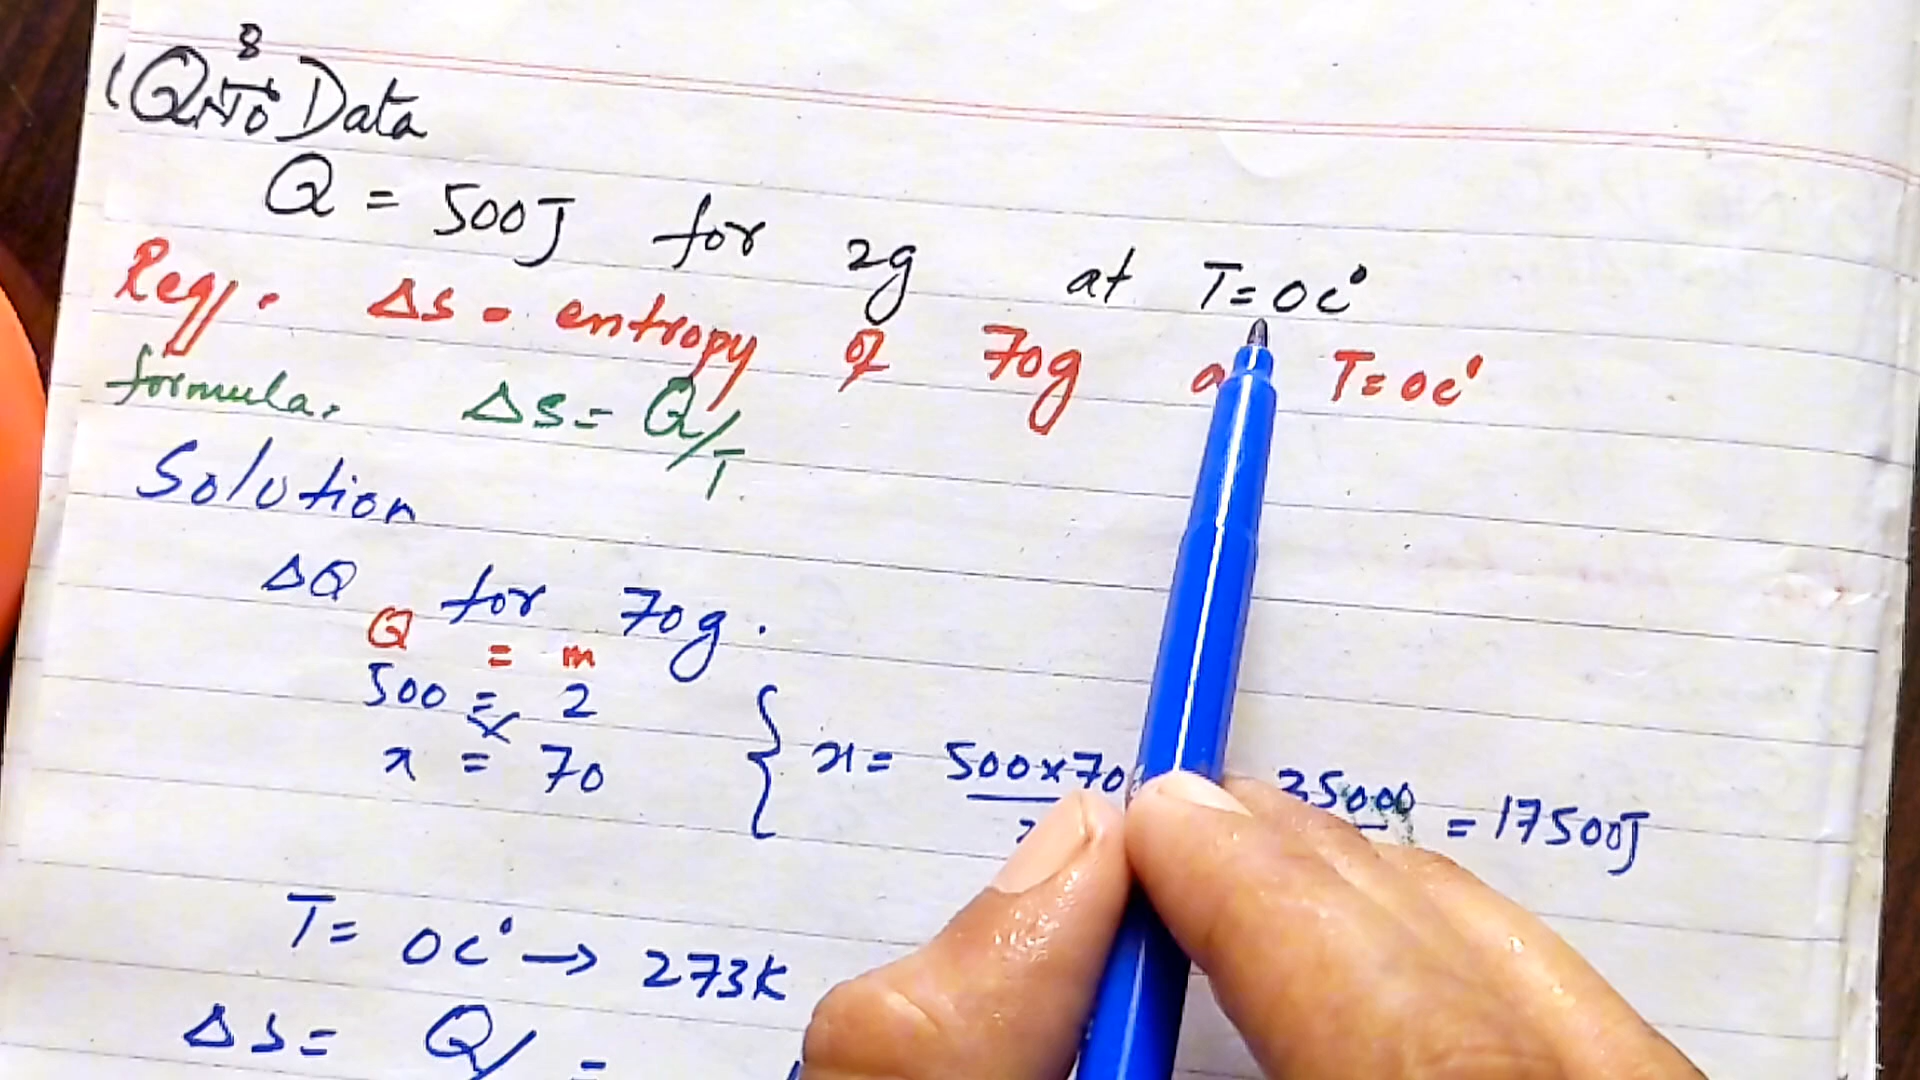 8
(QNo Data
Q = 500J for 2g at T=0c°
Req. Δs = entropy of 70g T=0c°
formula. Δs= Q/T.
Solution
ΔQ for 70g.
Q = m
500 = 2
x = 70
{ x= 500×70 35000 = 17500J
T= 0c° → 273K
Δs= Q/ =